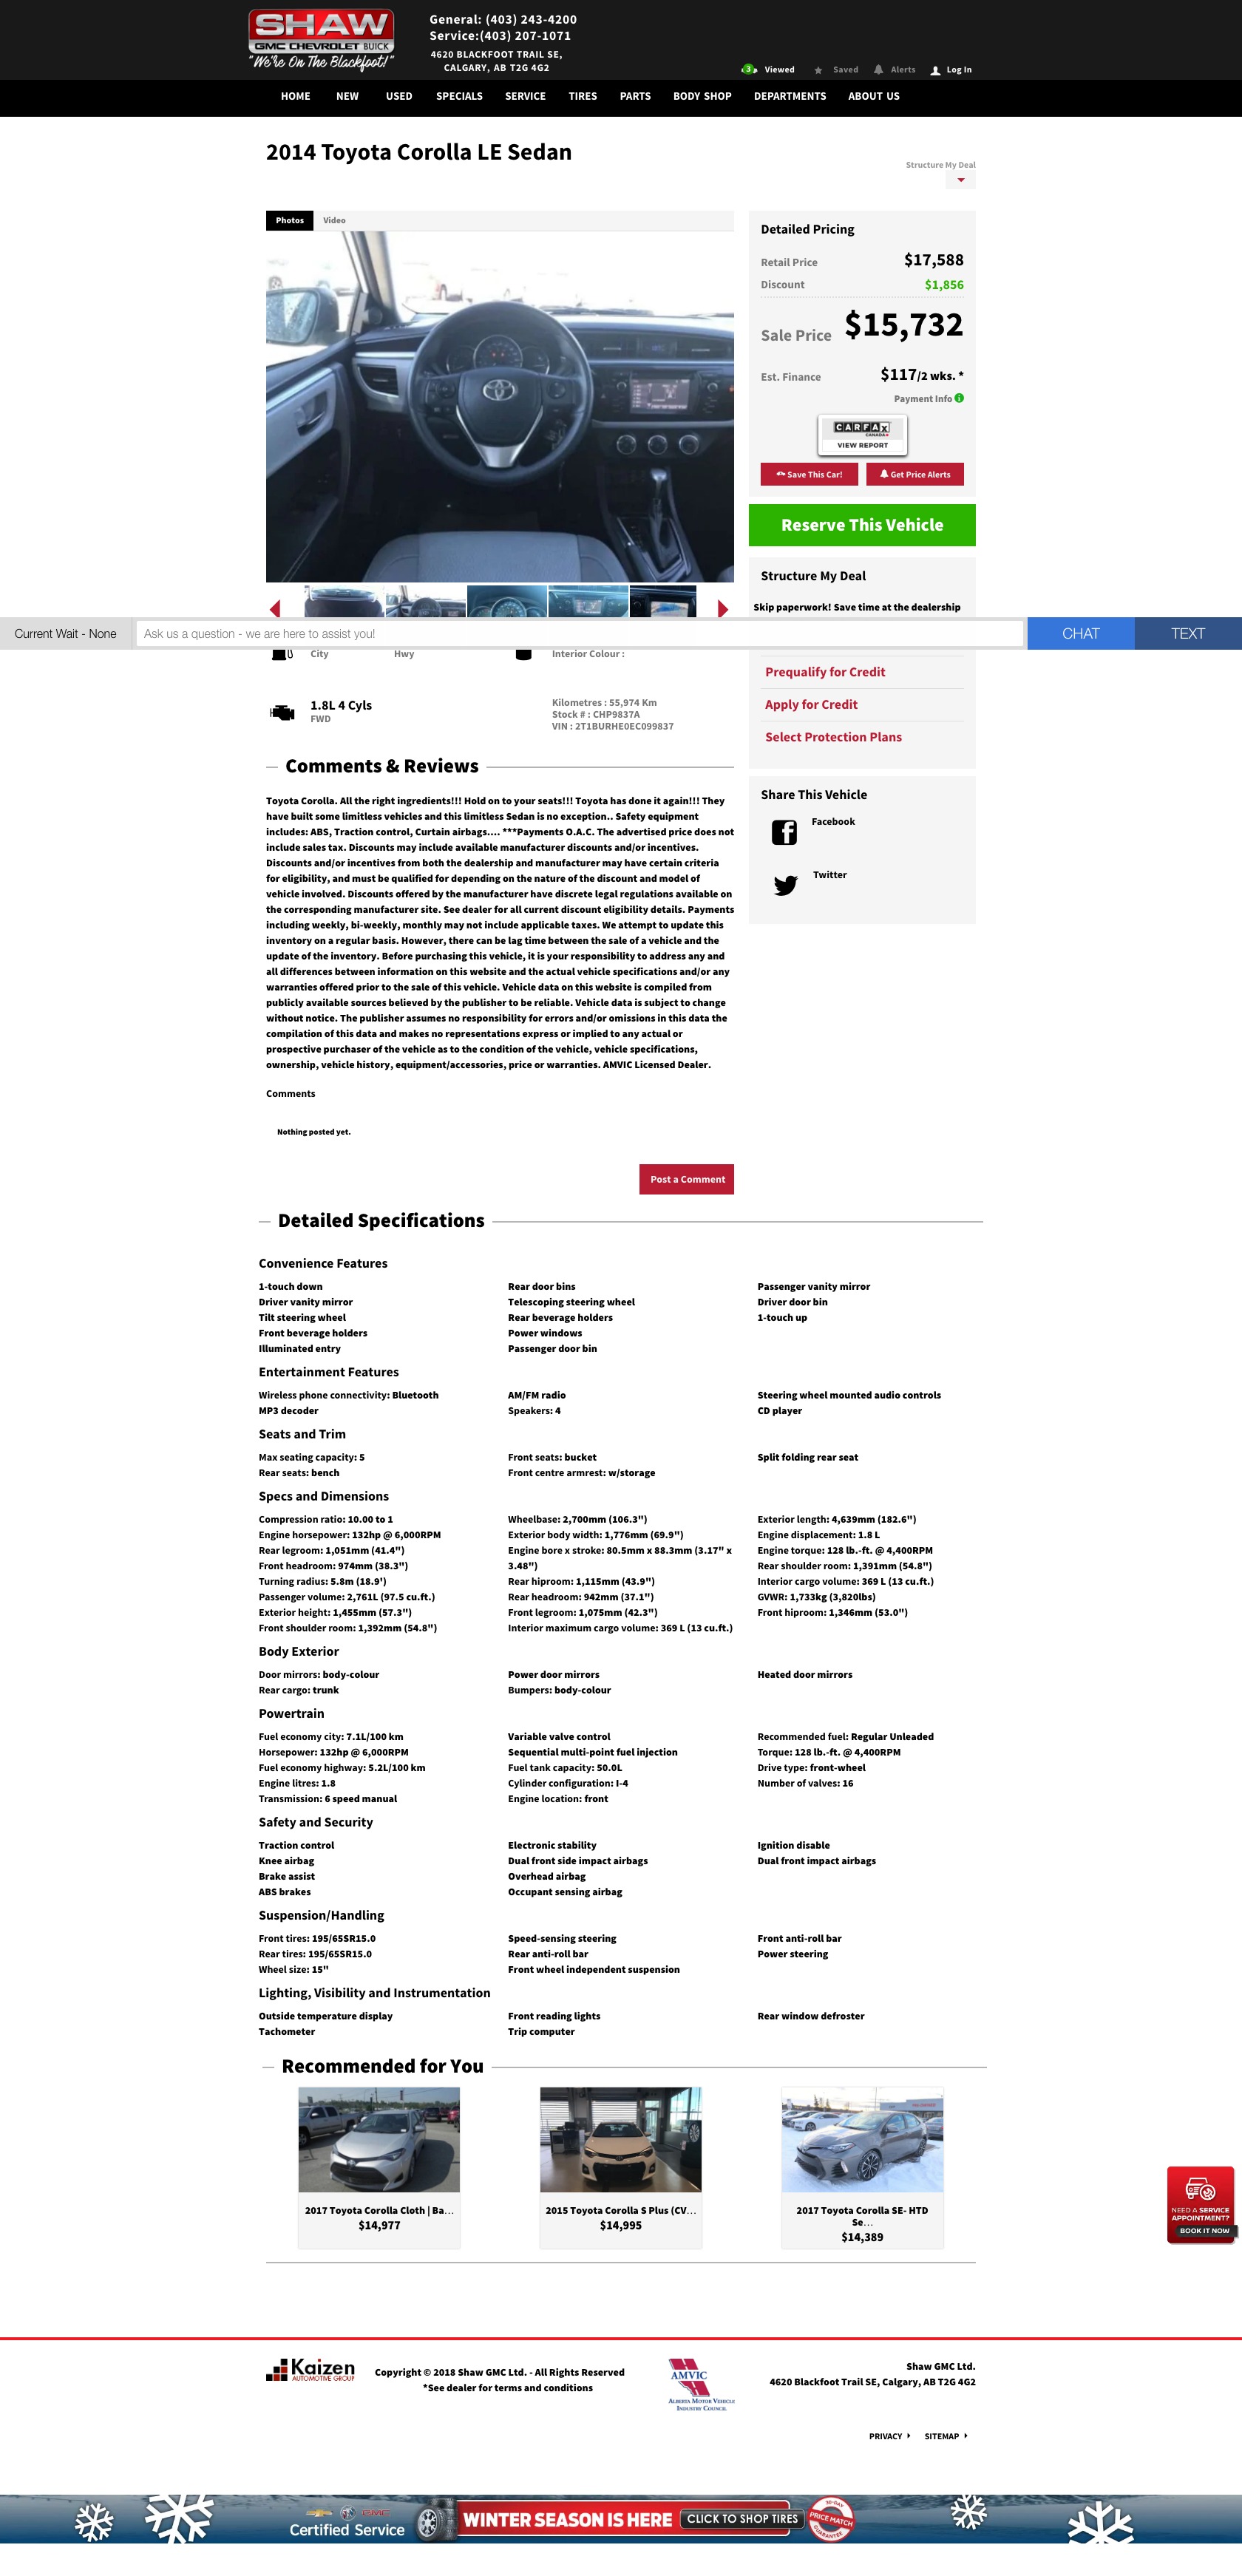 SHAW
GMC CHEVROLET BUICK
"We're On The Blackfoot!"
General: (403) 243-4200
Service:(403) 207-1071
4620 BLACKFOOT TRAIL SE,
CALGARY, AB T2G 4G2
3
Viewed
Saved
Alerts
Log In
HOME
NEW
USED
SPECIALS
SERVICE
TIRES
PARTS
BODY SHOP
DEPARTMENTS
ABOUT US
2014 Toyota Corolla LE Sedan
Structure My Deal
Photos
Video
Detailed Pricing
Retail Price $17,588
Discount $1,856
Sale Price $15,732
Est. Finance $117/2 wks. *
Payment Info
CARFAX
CANADA
VIEW REPORT
Save This Car!
Get Price Alerts
Reserve This Vehicle
Structure My Deal
Skip paperwork! Save time at the dealership
Current Wait - None
Ask us a question - we are here to assist you!
CHAT
TEXT
City
Hwy
Interior Colour :
1.8L 4 Cyls
FWD
Kilometres : 55,974 Km
Stock # : CHP9837A
VIN : 2T1BURHE0EC099837
Prequalify for Credit
Apply for Credit
Select Protection Plans
Share This Vehicle
Facebook
Twitter
Comments & Reviews
Toyota Corolla. All the right ingredients!!! Hold on to your seats!!! Toyota has done it again!!! They
have built some limitless vehicles and this limitless Sedan is no exception.. Safety equipment
includes: ABS, Traction control, Curtain airbags.... ***Payments O.A.C. The advertised price does not
include sales tax. Discounts may include available manufacturer discounts and/or incentives.
Discounts and/or incentives from both the dealership and manufacturer may have certain criteria
for eligibility, and must be qualified for depending on the nature of the discount and model of
vehicle involved. Discounts offered by the manufacturer have discrete legal regulations available on
the corresponding manufacturer site. See dealer for all current discount eligibility details. Payments
including weekly, bi-weekly, monthly may not include applicable taxes. We attempt to update this
inventory on a regular basis. However, there can be lag time between the sale of a vehicle and the
update of the inventory. Before purchasing this vehicle, it is your responsibility to address any and
all differences between information on this website and the actual vehicle specifications and/or any
warranties offered prior to the sale of this vehicle. Vehicle data on this website is compiled from
publicly available sources believed by the publisher to be reliable. Vehicle data is subject to change
without notice. The publisher assumes no responsibility for errors and/or omissions in this data the
compilation of this data and makes no representations express or implied to any actual or
prospective purchaser of the vehicle as to the condition of the vehicle, vehicle specifications,
ownership, vehicle history, equipment/accessories, price or warranties. AMVIC Licensed Dealer.
Comments
Nothing posted yet.
Post a Comment
Detailed Specifications
Convenience Features
1-touch down Rear door bins Passenger vanity mirror
Driver vanity mirror Telescoping steering wheel Driver door bin
Tilt steering wheel Rear beverage holders 1-touch up
Front beverage holders Power windows
Illuminated entry Passenger door bin
Entertainment Features
Wireless phone connectivity: Bluetooth AM/FM radio Steering wheel mounted audio controls
MP3 decoder Speakers: 4 CD player
Seats and Trim
Max seating capacity: 5 Front seats: bucket Split folding rear seat
Rear seats: bench Front centre armrest: w/storage
Specs and Dimensions
Compression ratio: 10.00 to 1 Wheelbase: 2,700mm (106.3") Exterior length: 4,639mm (182.6")
Engine horsepower: 132hp @ 6,000RPM Exterior body width: 1,776mm (69.9") Engine displacement: 1.8 L
Rear legroom: 1,051mm (41.4") Engine bore x stroke: 80.5mm x 88.3mm (3.17" x Engine torque: 128 lb.-ft. @ 4,400RPM
Front headroom: 974mm (38.3") 3.48") Rear shoulder room: 1,391mm (54.8")
Turning radius: 5.8m (18.9') Rear hiproom: 1,115mm (43.9") Interior cargo volume: 369 L (13 cu.ft.)
Passenger volume: 2,761L (97.5 cu.ft.) Rear headroom: 942mm (37.1") GVWR: 1,733kg (3,820lbs)
Exterior height: 1,455mm (57.3") Front legroom: 1,075mm (42.3") Front hiproom: 1,346mm (53.0")
Front shoulder room: 1,392mm (54.8") Interior maximum cargo volume: 369 L (13 cu.ft.)
Body Exterior
Door mirrors: body-colour Power door mirrors Heated door mirrors
Rear cargo: trunk Bumpers: body-colour
Powertrain
Fuel economy city: 7.1L/100 km Variable valve control Recommended fuel: Regular Unleaded
Horsepower: 132hp @ 6,000RPM Sequential multi-point fuel injection Torque: 128 lb.-ft. @ 4,400RPM
Fuel economy highway: 5.2L/100 km Fuel tank capacity: 50.0L Drive type: front-wheel
Engine litres: 1.8 Cylinder configuration: I-4 Number of valves: 16
Transmission: 6 speed manual Engine location: front
Safety and Security
Traction control Electronic stability Ignition disable
Knee airbag Dual front side impact airbags Dual front impact airbags
Brake assist Overhead airbag
ABS brakes Occupant sensing airbag
Suspension/Handling
Front tires: 195/65SR15.0 Speed-sensing steering Front anti-roll bar
Rear tires: 195/65SR15.0 Rear anti-roll bar Power steering
Wheel size: 15" Front wheel independent suspension
Lighting, Visibility and Instrumentation
Outside temperature display Front reading lights Rear window defroster
Tachometer Trip computer
Recommended for You
2017 Toyota Corolla Cloth | Ba...
$14,977
2015 Toyota Corolla S Plus (CV...
$14,995
2017 Toyota Corolla SE- HTD
Se...
$14,389
NEED A SERVICE
APPOINTMENT?
BOOK IT NOW
Kaizen
AUTOMOTIVE GROUP
Copyright © 2018 Shaw GMC Ltd. - All Rights Reserved
*See dealer for terms and conditions
AMVIC
ALBERTA MOTOR VEHICLE
INDUSTRY COUNCIL
Shaw GMC Ltd.
4620 Blackfoot Trail SE, Calgary, AB T2G 4G2
PRIVACY
SITEMAP
GMC
Certified Service
WINTER SEASON IS HERE
CLICK TO SHOP TIRES
30-DAY
PRICE MATCH
GUARANTEE